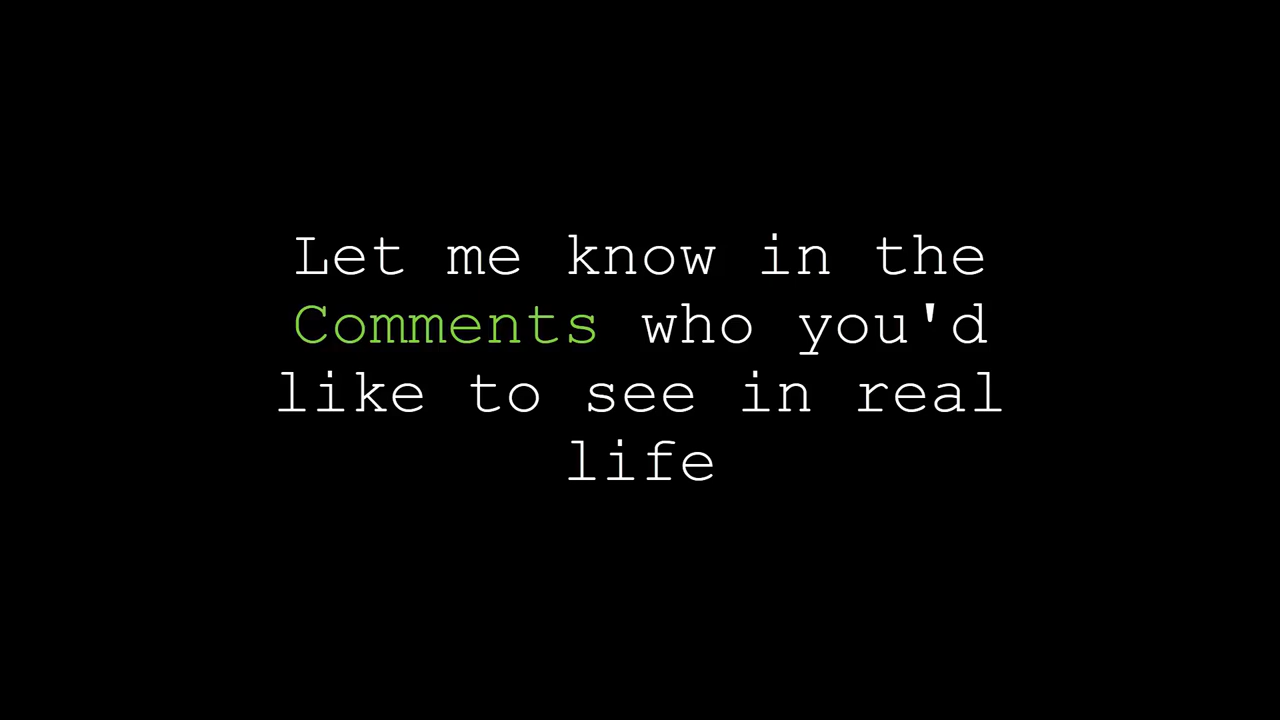 Let me know in the
Comments who you'd
like to see in real
life